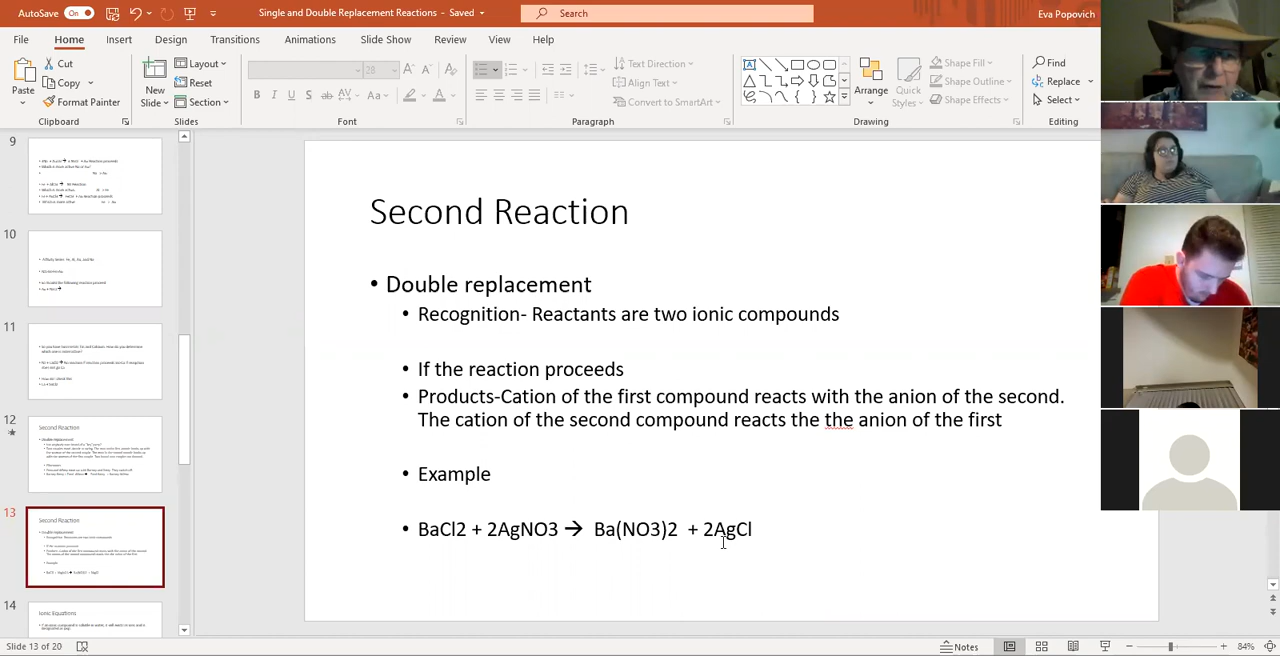 AutoSave On Single and Double Replacement Reactions - Saved Search Eva Popovich
File Home Insert Design Transitions Animations Slide Show Review View Help
Cut
Copy
Format Painter
Paste
New
Slide
Layout
Reset
Section
28
Text Direction
Align Text
Convert to SmartArt
Arrange
Quick
Styles
Shape Fill
Shape Outline
Shape Effects
Find
Replace
Select
Clipboard Slides Font Paragraph Drawing Editing
9
10
11
12
Second Reaction
13
Second Reaction
14
Ionic Equations
Second Reaction
• Double replacement
• Recognition- Reactants are two ionic compounds
• If the reaction proceeds
• Products-Cation of the first compound reacts with the anion of the second.
The cation of the second compound reacts the the anion of the first
• Example
• BaCl2 + 2AgNO3 → Ba(NO3)2 + 2AgCl
Slide 13 of 20 Notes 84%